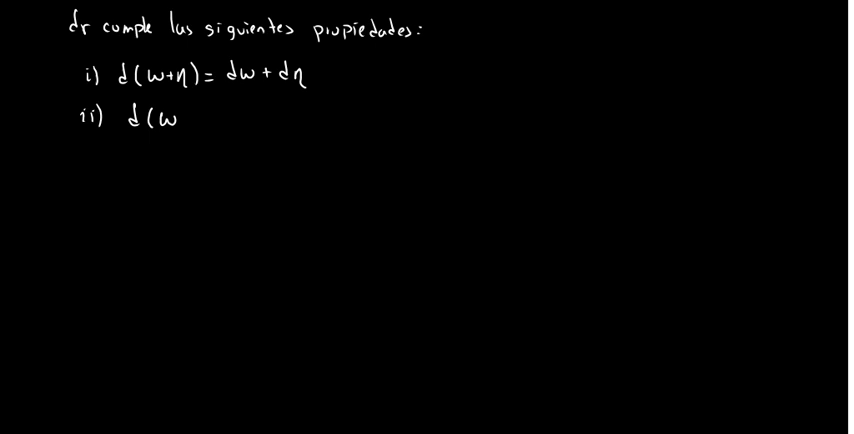 dr cumple las siguientes propiedades:
i) d(ω+η) = dω + dη
ii) d(ω